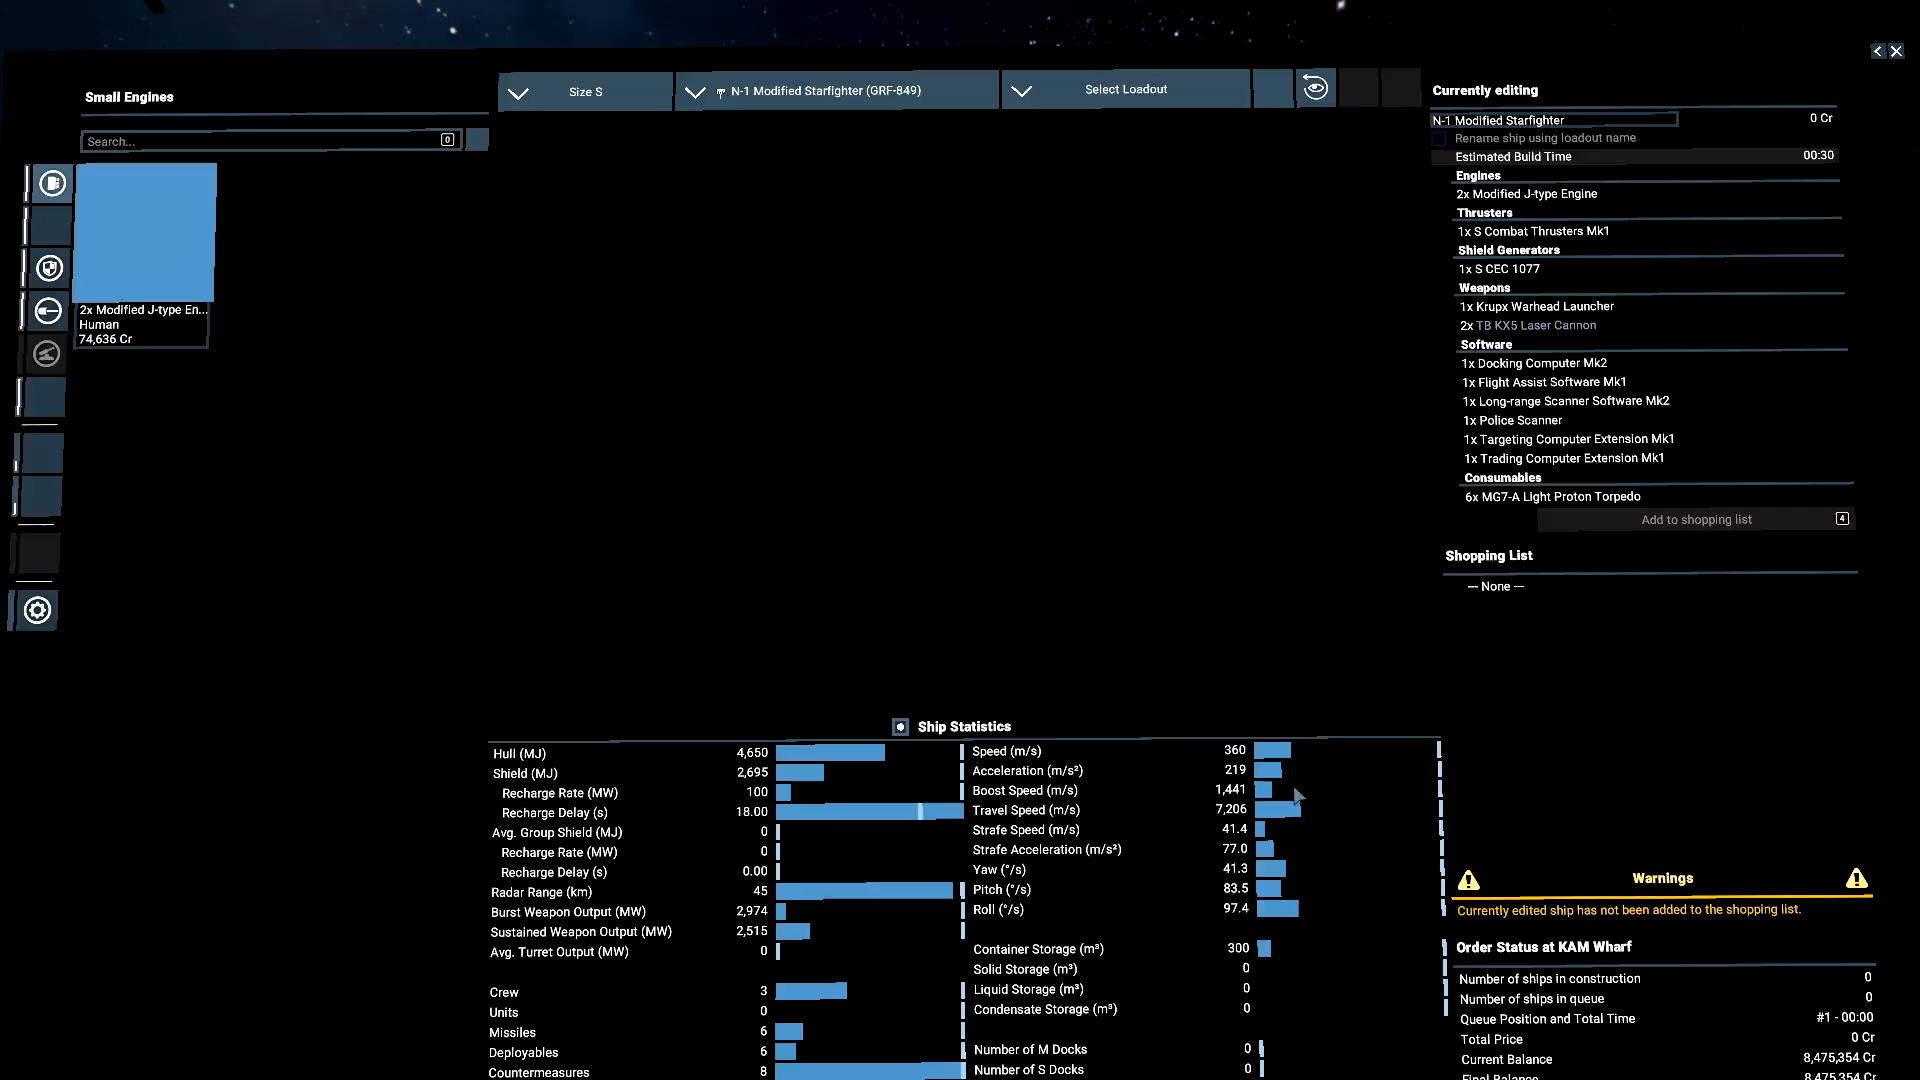 Small Engines
Search...
0
Size S
N-1 Modified Starfighter (GRF-849)
Select Loadout
2x Modified J-type En...
Human
74,636 Cr
Currently editing
N-1 Modified Starfighter 0 Cr
Rename ship using loadout name
Estimated Build Time 00:30
Engines
2x Modified J-type Engine
Thrusters
1x S Combat Thrusters Mk1
Shield Generators
1x S CEC 1077
Weapons
1x Krupx Warhead Launcher
2x TB KX5 Laser Cannon
Software
1x Docking Computer Mk2
1x Flight Assist Software Mk1
1x Long-range Scanner Software Mk2
1x Police Scanner
1x Targeting Computer Extension Mk1
1x Trading Computer Extension Mk1
Consumables
6x MG7-A Light Proton Torpedo
Add to shopping list 4
Shopping List
--- None ---
Ship Statistics
Hull (MJ) 4,650
Shield (MJ) 2,695
Recharge Rate (MW) 100
Recharge Delay (s) 18.00
Avg. Group Shield (MJ) 0
Recharge Rate (MW) 0
Recharge Delay (s) 0.00
Radar Range (km) 45
Burst Weapon Output (MW) 2,974
Sustained Weapon Output (MW) 2,515
Avg. Turret Output (MW) 0
Crew 3
Units 0
Missiles 6
Deployables 6
Countermeasures 8
Speed (m/s) 360
Acceleration (m/s²) 219
Boost Speed (m/s) 1,441
Travel Speed (m/s) 7,206
Strafe Speed (m/s) 41.4
Strafe Acceleration (m/s²) 77.0
Yaw (°/s) 41.3
Pitch (°/s) 83.5
Roll (°/s) 97.4
Container Storage (m³) 300
Solid Storage (m³) 0
Liquid Storage (m³) 0
Condensate Storage (m³) 0
Number of M Docks 0
Number of S Docks 0
Warnings
Currently edited ship has not been added to the shopping list.
Order Status at KAM Wharf
Number of ships in construction 0
Number of ships in queue 0
Queue Position and Total Time #1 - 00:00
Total Price 0 Cr
Current Balance 8,475,354 Cr
Final Balance 8,475,354 Cr